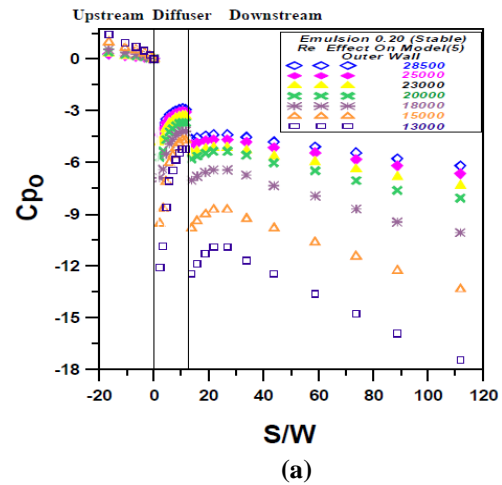 Upstream Diffuser Downstream
Emulsion 0.20 (Stable)
Re Effect On Model(5)
Outer Wall
28500
25000
23000
20000
18000
15000
13000
0
-3
-6
-9
-12
-15
-18
Cpo
-20 0 20 40 60 80 100 120
S/W
(a)